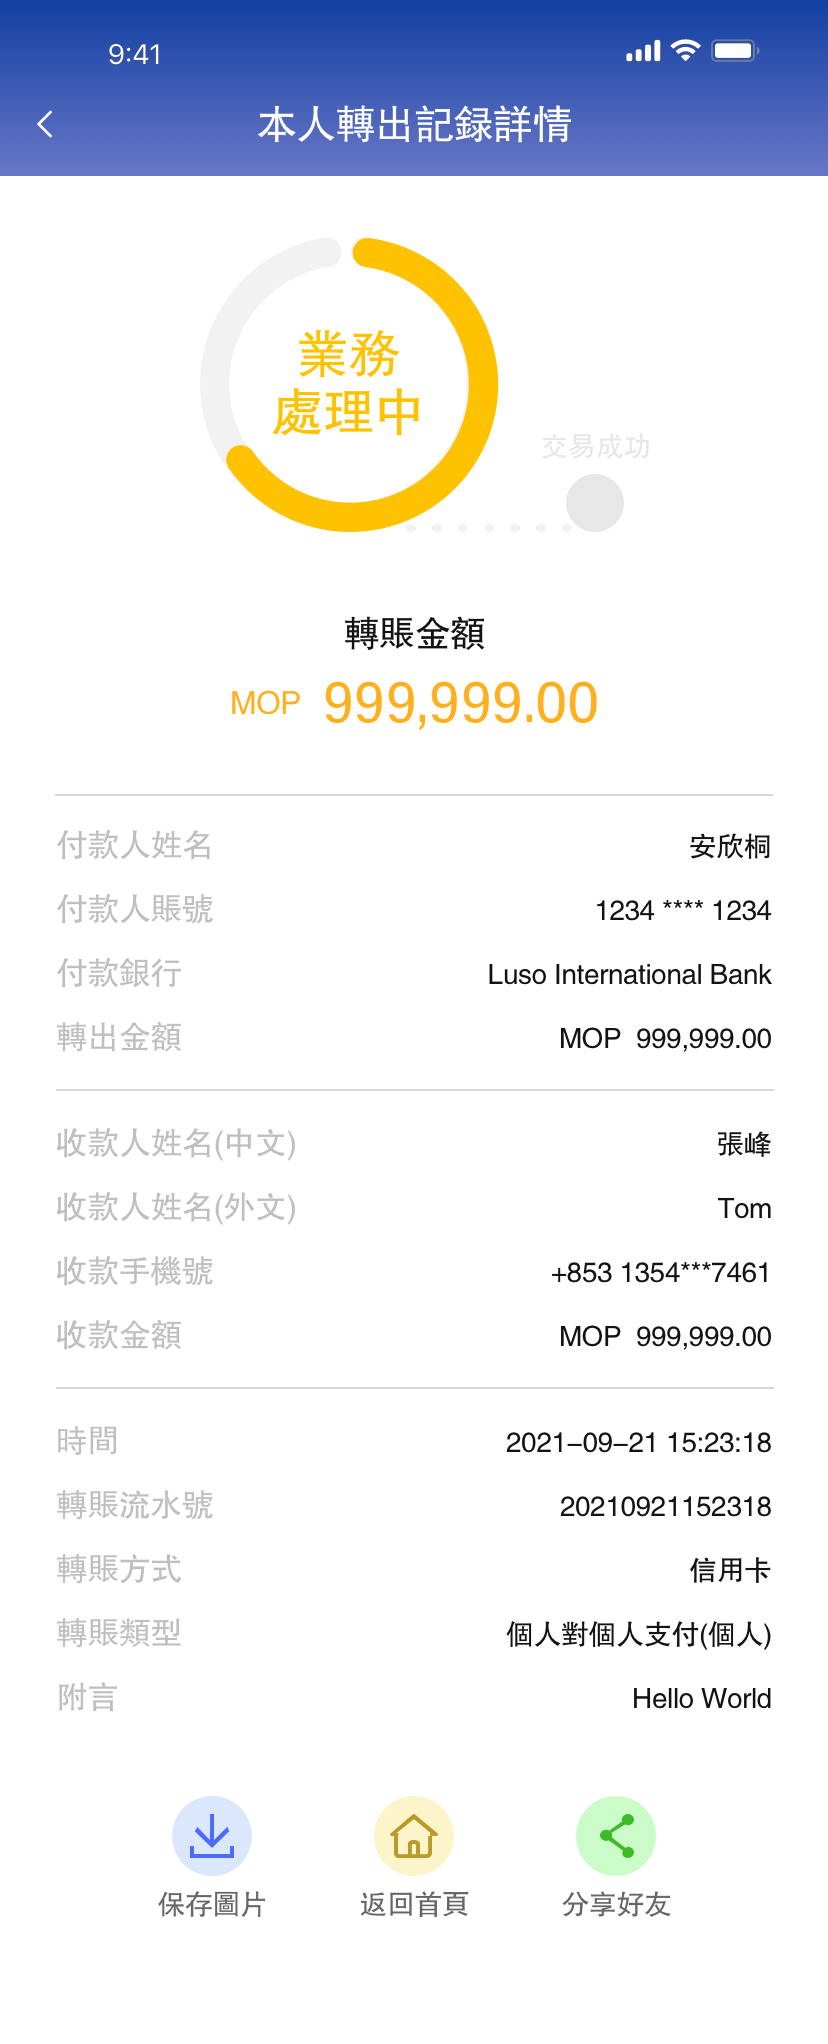 9:41
本人轉出記録詳情
業務
處理中
交易成功
轉賬金額
MOP 999,999.00
付款人姓名 安欣桐
付款人賬號 1234 **** 1234
付款銀行 Luso International Bank
轉出金額 MOP 999,999.00
收款人姓名(中文) 張峰
收款人姓名(外文) Tom
收款手機號 +853 1354***7461
收款金額 MOP 999,999.00
時間 2021-09-21 15:23:18
轉賬流水號 20210921152318
轉賬方式 信用卡
轉賬類型 個人對個人支付(個人)
附言 Hello World
保存圖片 返回首頁 分享好友